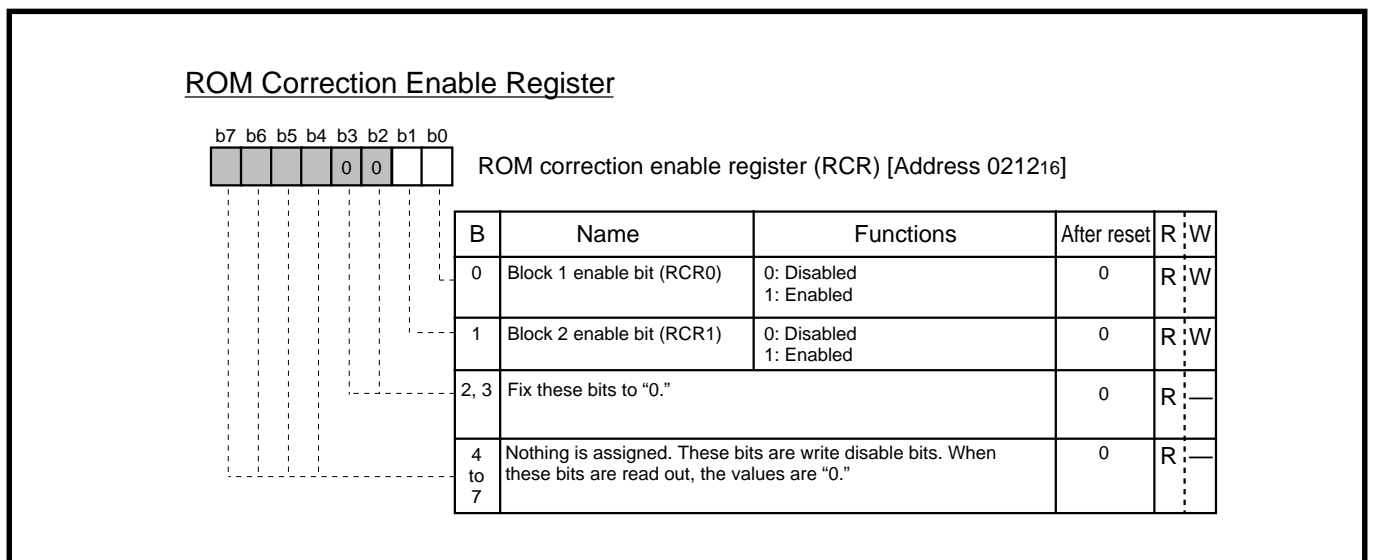 ROM Correction Enable Register
b7 b6 b5 b4 b3 b2 b1 b0
0 0
ROM correction enable register (RCR) [Address 021216]
B Name Functions After reset R W
0 Block 1 enable bit (RCR0) 0: Disabled 0 R W
1: Enabled
1 Block 2 enable bit (RCR1) 0: Disabled 0 R W
1: Enabled
2, 3 Fix these bits to “0.” 0 R —
4 Nothing is assigned. These bits are write disable bits. When 0 R —
to these bits are read out, the values are “0.”
7